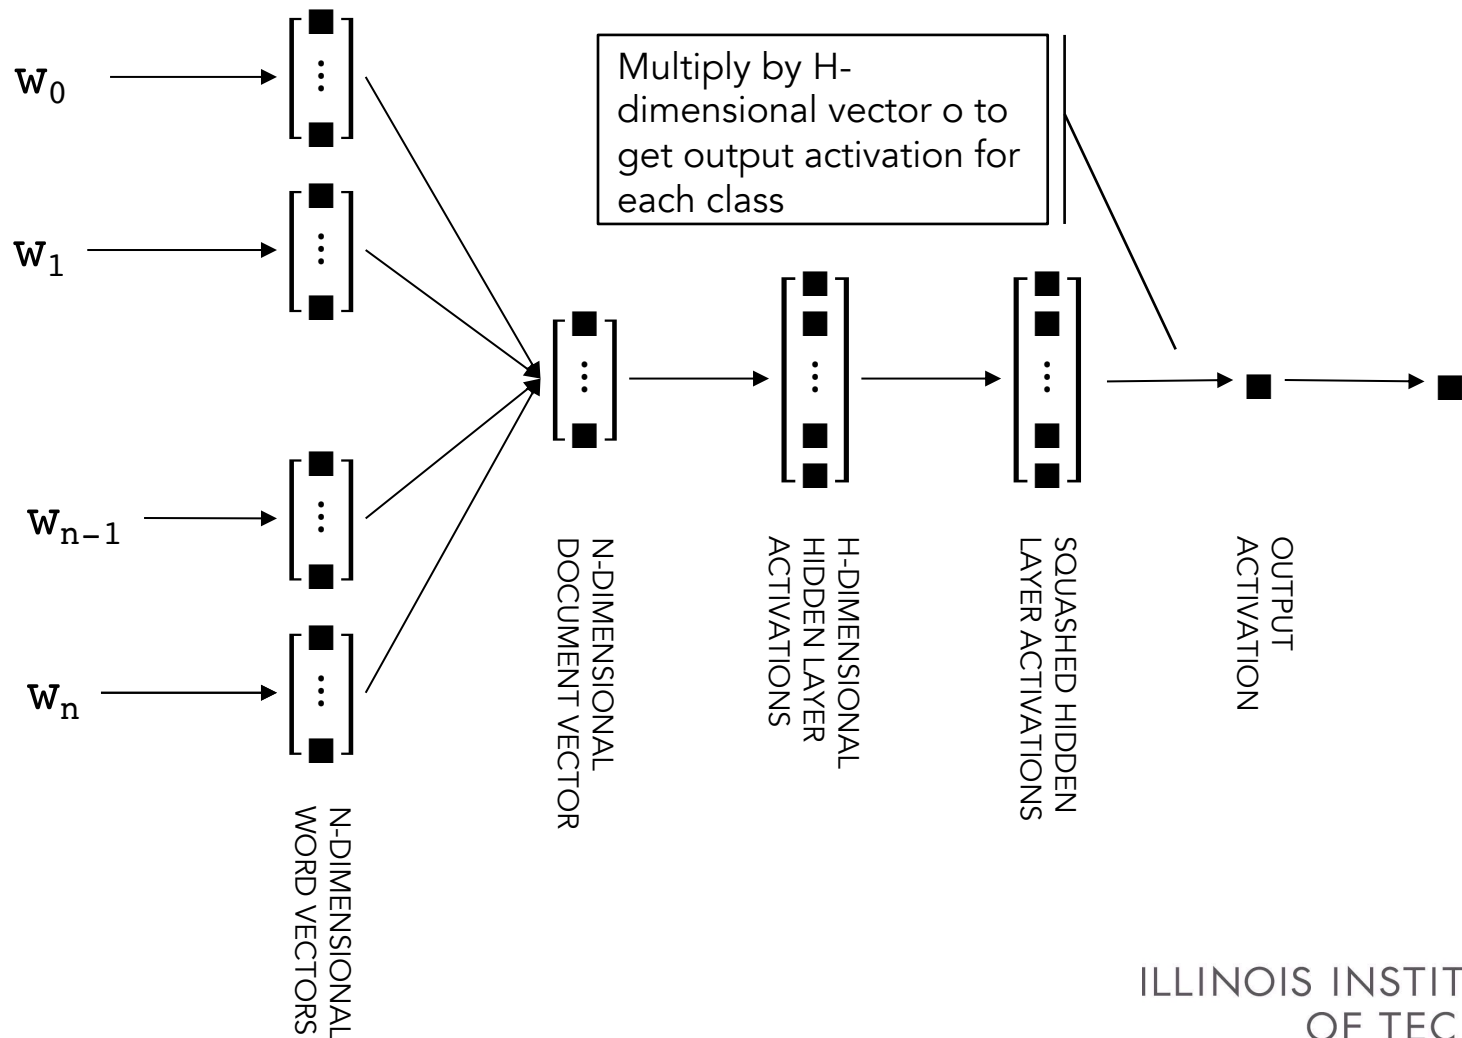 w0
Multiply by H-
dimensional vector o to
get output activation for
each class
w1
wn-1
wn
N-DIMENSIONAL
WORD VECTORS
N-DIMENSIONAL
DOCUMENT VECTOR
H-DIMENSIONAL
HIDDEN LAYER
ACTIVATIONS
SQUASHED HIDDEN
LAYER ACTIVATIONS
OUTPUT
ACTIVATION
ILLINOIS INSTIT
OF TEC